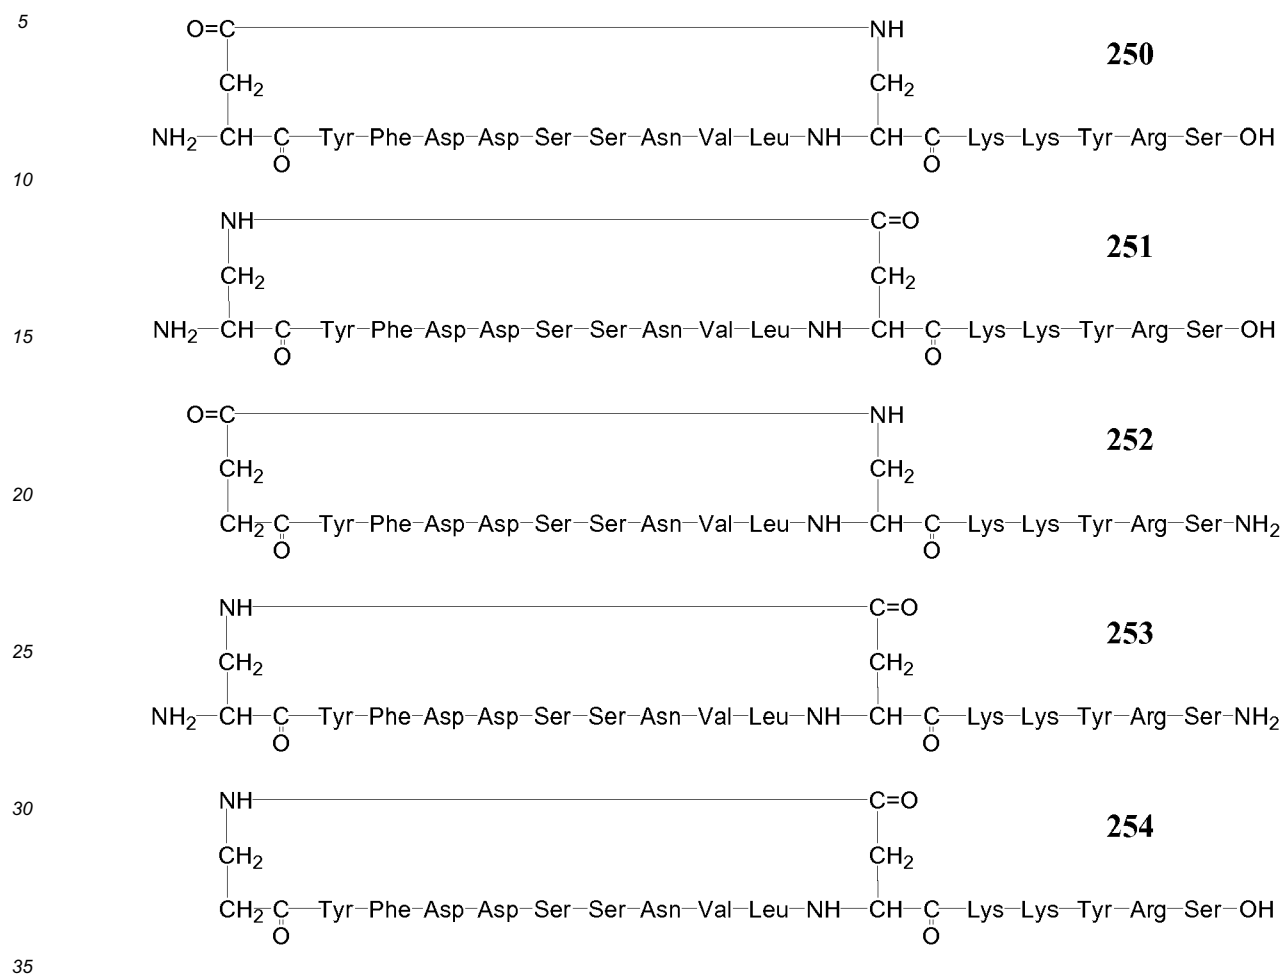 5
O=C NH
250
CH2 CH2
NH2 CH C Tyr Phe Asp Asp Ser Ser Asn Val Leu NH CH C Lys Lys Tyr Arg Ser OH
O O
10
NH C=O
251
CH2 CH2
15 NH2 CH C Tyr Phe Asp Asp Ser Ser Asn Val Leu NH CH C Lys Lys Tyr Arg Ser OH
O O
O=C NH
252
CH2 CH2
20
CH2 C Tyr Phe Asp Asp Ser Ser Asn Val Leu NH CH C Lys Lys Tyr Arg Ser NH2
O O
NH C=O
253
25
CH2 CH2
NH2 CH C Tyr Phe Asp Asp Ser Ser Asn Val Leu NH CH C Lys Lys Tyr Arg Ser NH2
O O
30 NH C=O
254
CH2 CH2
CH2 C Tyr Phe Asp Asp Ser Ser Asn Val Leu NH CH C Lys Lys Tyr Arg Ser OH
O O
35